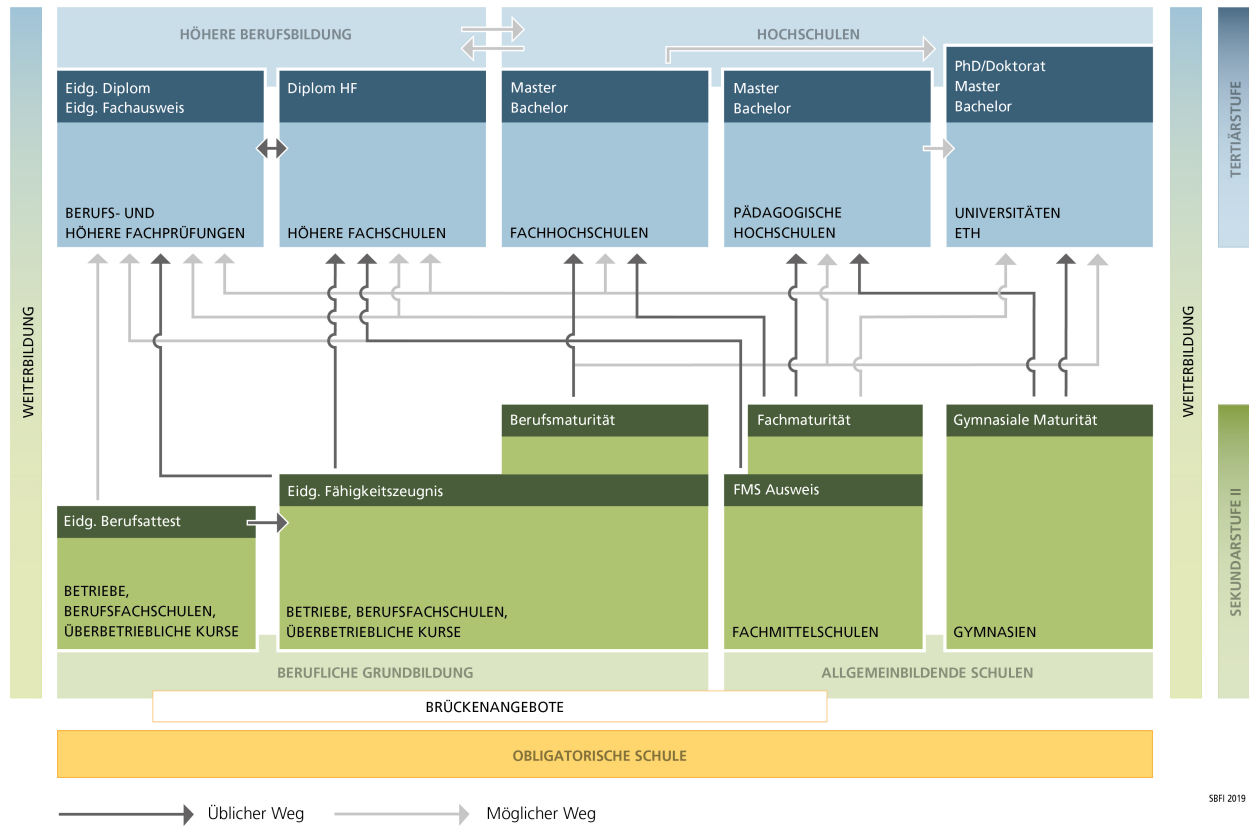 HÖHERE BERUFSBILDUNG
HOCHSCHULEN
Eidg. Diplom
Eidg. Fachausweis
Diplom HF
Master
Bachelor
Master
Bachelor
PhD/Doktorat
Master
Bachelor
BERUFS- UND
HÖHERE FACHPRÜFUNGEN
HÖHERE FACHSCHULEN
FACHHOCHSCHULEN
PÄDAGOGISCHE
HOCHSCHULEN
UNIVERSITÄTEN
ETH
TERTIÄRSTUFE
WEITERBILDUNG
WEITERBILDUNG
Berufsmaturität
Fachmaturität
Gymnasiale Maturität
Eidg. Fähigkeitszeugnis
FMS Ausweis
Eidg. Berufsattest
BETRIEBE,
BERUFSFACHSCHULEN,
ÜBERBETRIEBLICHE KURSE
BETRIEBE, BERUFSFACHSCHULEN,
ÜBERBETRIEBLICHE KURSE
FACHMITTELSCHULEN
GYMNASIEN
SEKUNDARSTUFE II
BERUFLICHE GRUNDBILDUNG
ALLGEMEINBILDENDE SCHULEN
BRÜCKENANGEBOTE
OBLIGATORISCHE SCHULE
Üblicher Weg
Möglicher Weg
SBFI 2019